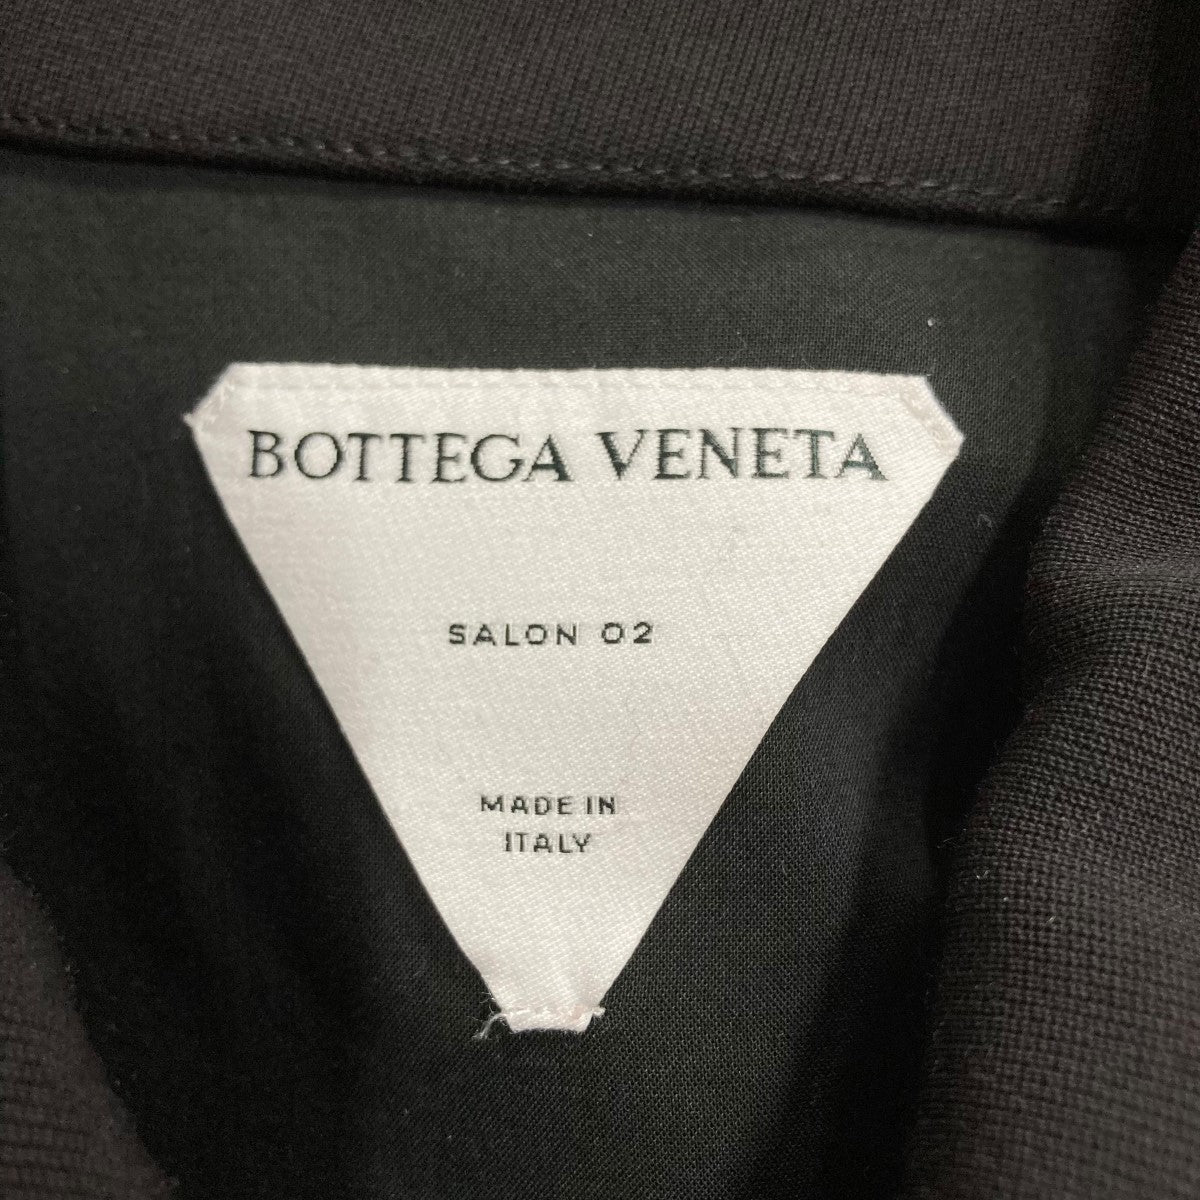 BOTTEGA VENETA
SALON 02
MADE IN
ITALY